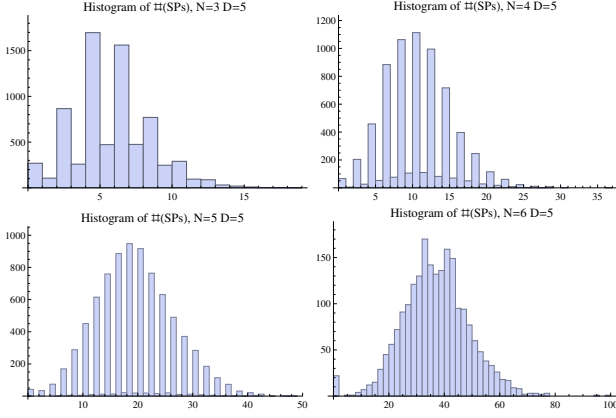 Histogram of ♯(SPs), N=3 D=5
1500
1000
500
5 10 15
Histogram of ♯(SPs), N=4 D=5
1200
1000
800
600
400
200
5 10 15 20 25 30 35
Histogram of ♯(SPs), N=5 D=5
1000
800
600
400
200
10 20 30 40 50
Histogram of ♯(SPs), N=6 D=5
150
100
50
20 40 60 80 100